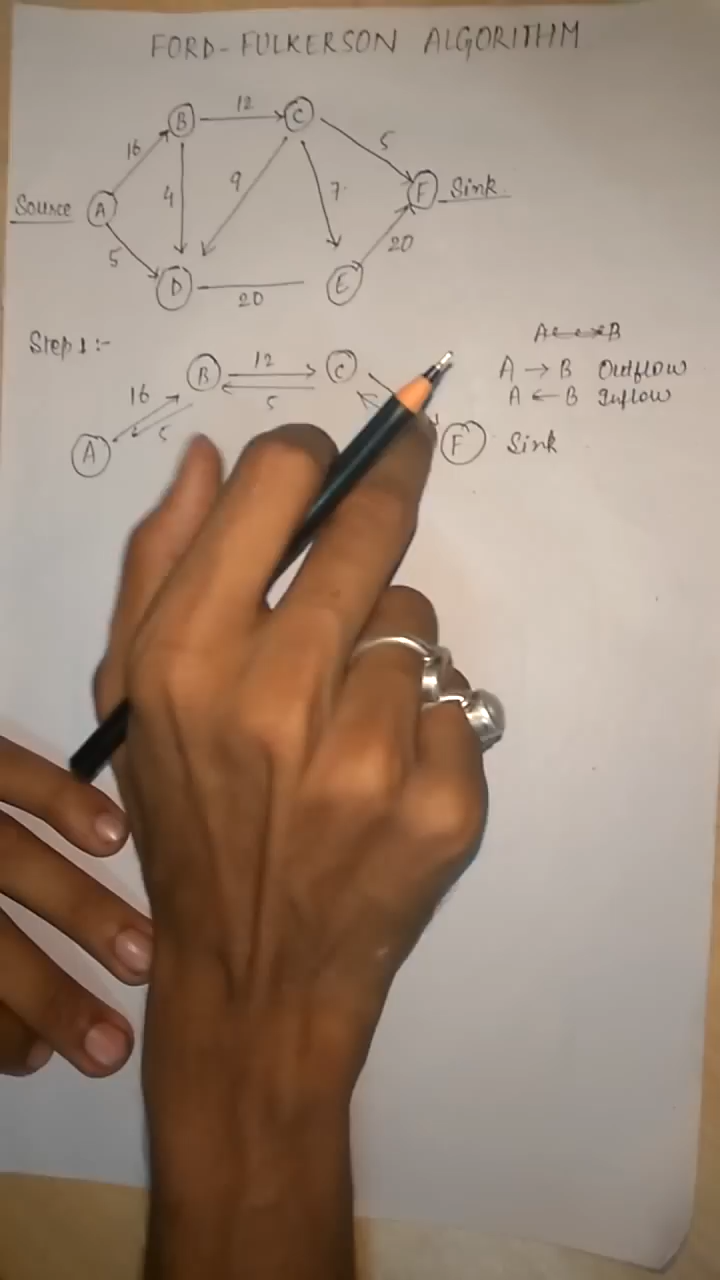 FORD-FULKERSON ALGORITHM
12
B C
16 5
4 9 7
Source A F Sink
5 20
D E
20
Step 1:- A B
12
B C A → B Outflow
16 5 A ← B Inflow
5
A F Sink